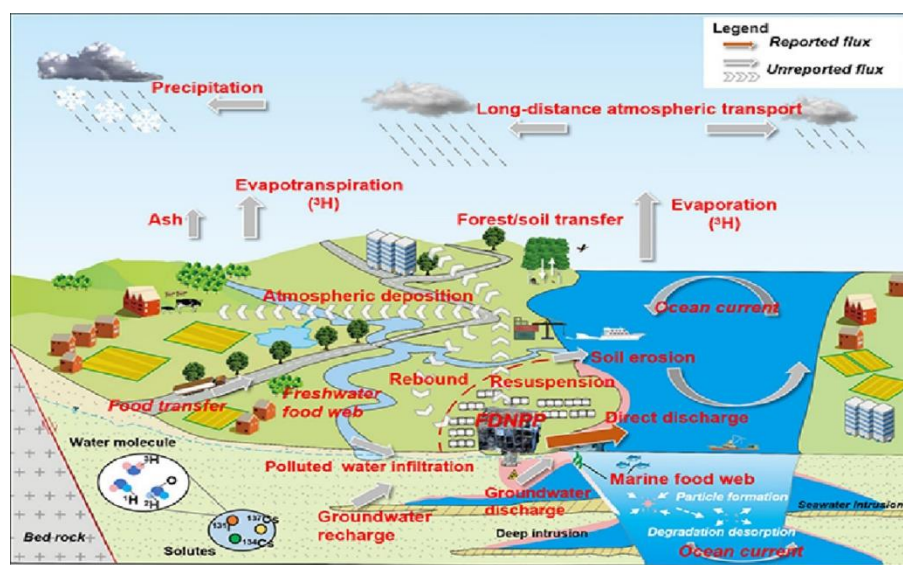 Legend
Reported flux
Unreported flux
Precipitation
Long-distance atmospheric transport
Evapotranspiration
(³H)
Ash
Forest/soil transfer
Evaporation
(³H)
Atmospheric deposition
Ocean current
Soil erosion
Rebound
Resuspension
Food transfer
Freshwater
food web
FDNPP
Direct discharge
Water molecule
³H
¹H
²H
Polluted water infiltration
Marine food web
Groundwater
discharge
Particle formation
Seawater intrusion
Groundwater
recharge
131I
137Cs
134Cs
Solutes
Bed rock
Deep intrusion
Degradation desorption
Ocean current